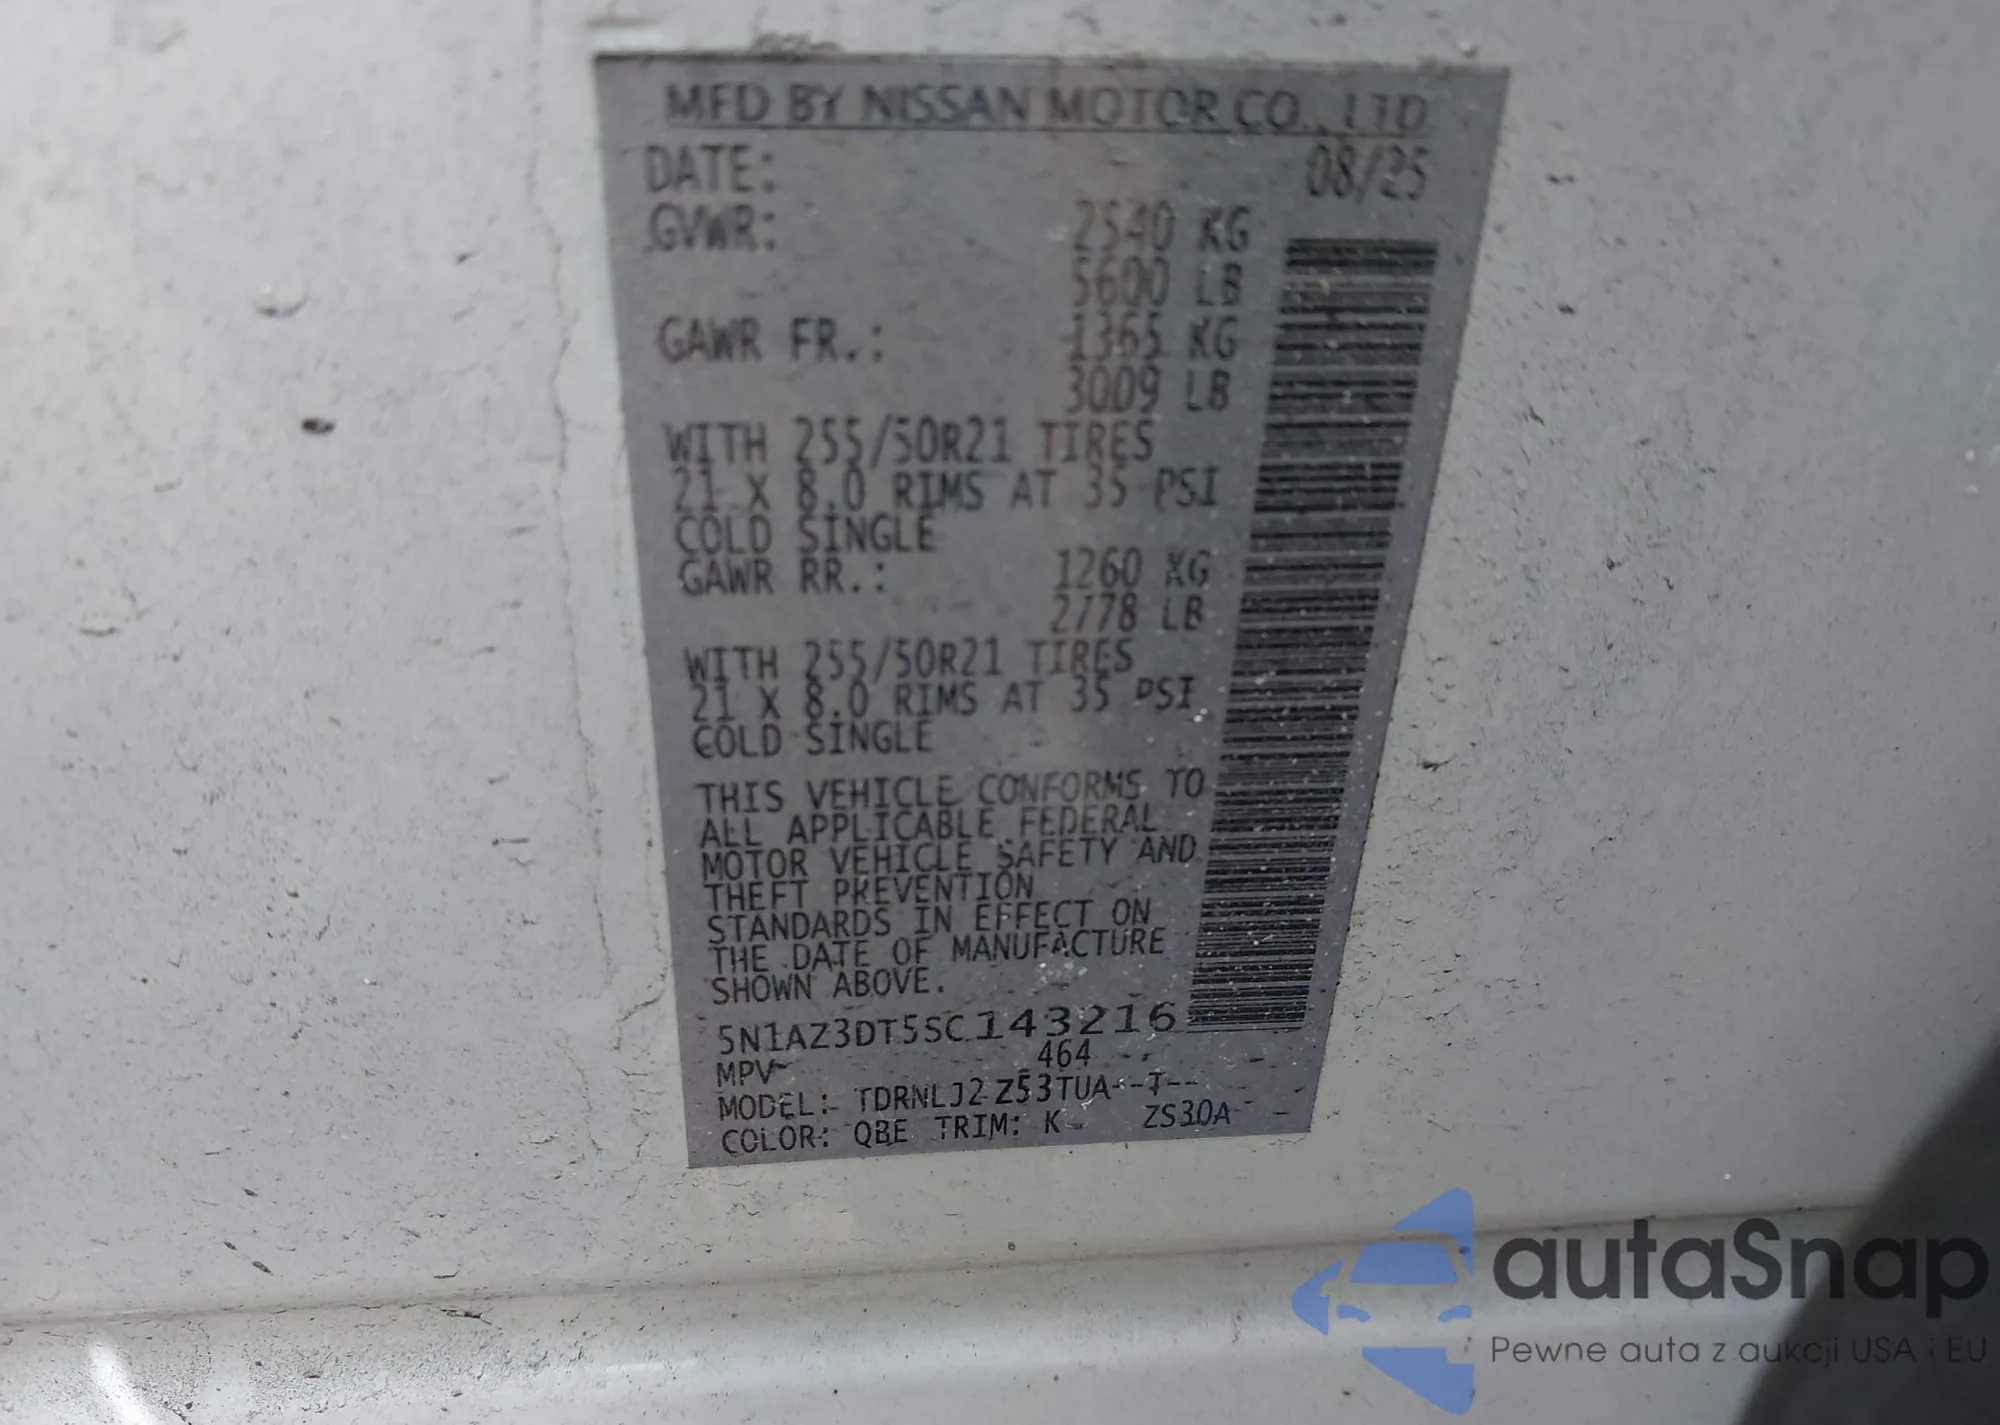 MFD BY NISSAN MOTOR CO., LTD
DATE: 08/25
GVWR: 2540 KG
5600 LB
GAWR FR.: 1365 KG
3009 LB
WITH 255/50R21 TIRES
21 X 8.0 RIMS AT 35 PSI
COLD SINGLE
GAWR RR.: 1260 KG
2778 LB
WITH 255/50R21 TIRES
21 X 8.0 RIMS AT 35 PSI
COLD SINGLE
THIS VEHICLE CONFORMS TO
ALL APPLICABLE FEDERAL
MOTOR VEHICLE SAFETY AND
THEFT PREVENTION
STANDARDS IN EFFECT ON
THE DATE OF MANUFACTURE
SHOWN ABOVE.
5N1AZ3DT5SC143216
MPV 464
MODEL: TDRNLJ2-Z53TUA--T--
COLOR: QBE TRIM: K ZS30A
autaSnap
Pewne auta z aukcji USA i EU